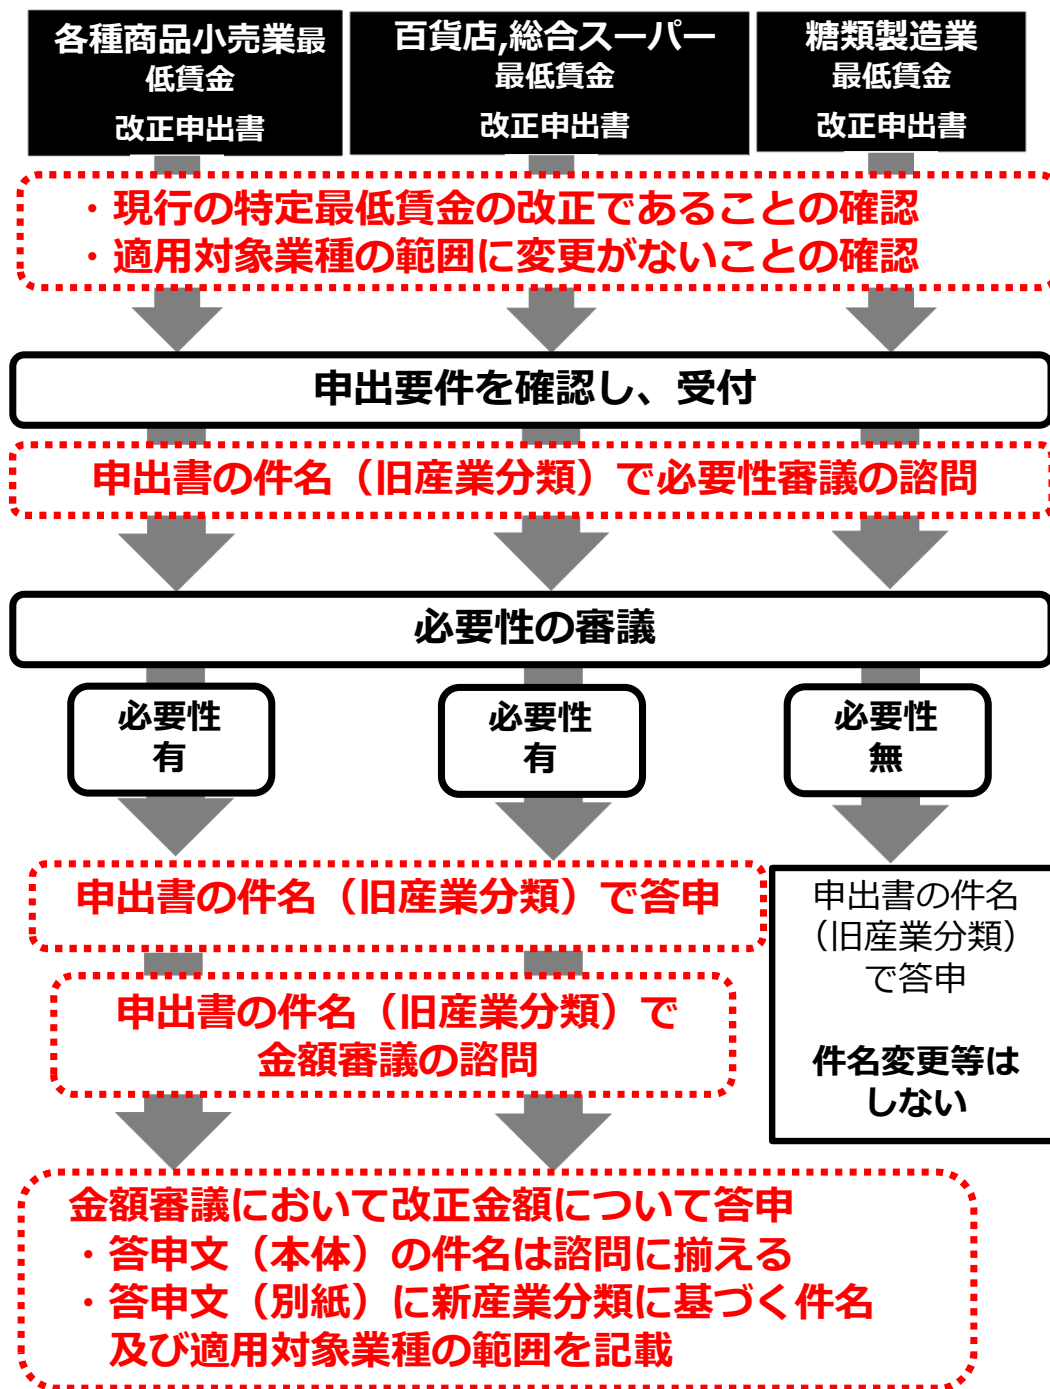 各種商品小売業最
低賃金
改正申出書
百貨店,総合スーパー
最低賃金
改正申出書
糖類製造業
最低賃金
改正申出書
・現行の特定最低賃金の改正であることの確認
・適用対象業種の範囲に変更がないことの確認
申出要件を確認し、受付
申出書の件名（旧産業分類）で必要性審議の諮問
必要性の審議
必要性
有
必要性
有
必要性
無
申出書の件名（旧産業分類）で答申
申出書の件名
（旧産業分類）
で答申
件名変更等は
しない
申出書の件名（旧産業分類）で
金額審議の諮問
金額審議において改正金額について答申
・答申文（本体）の件名は諮問に揃える
・答申文（別紙）に新産業分類に基づく件名
及び適用対象業種の範囲を記載